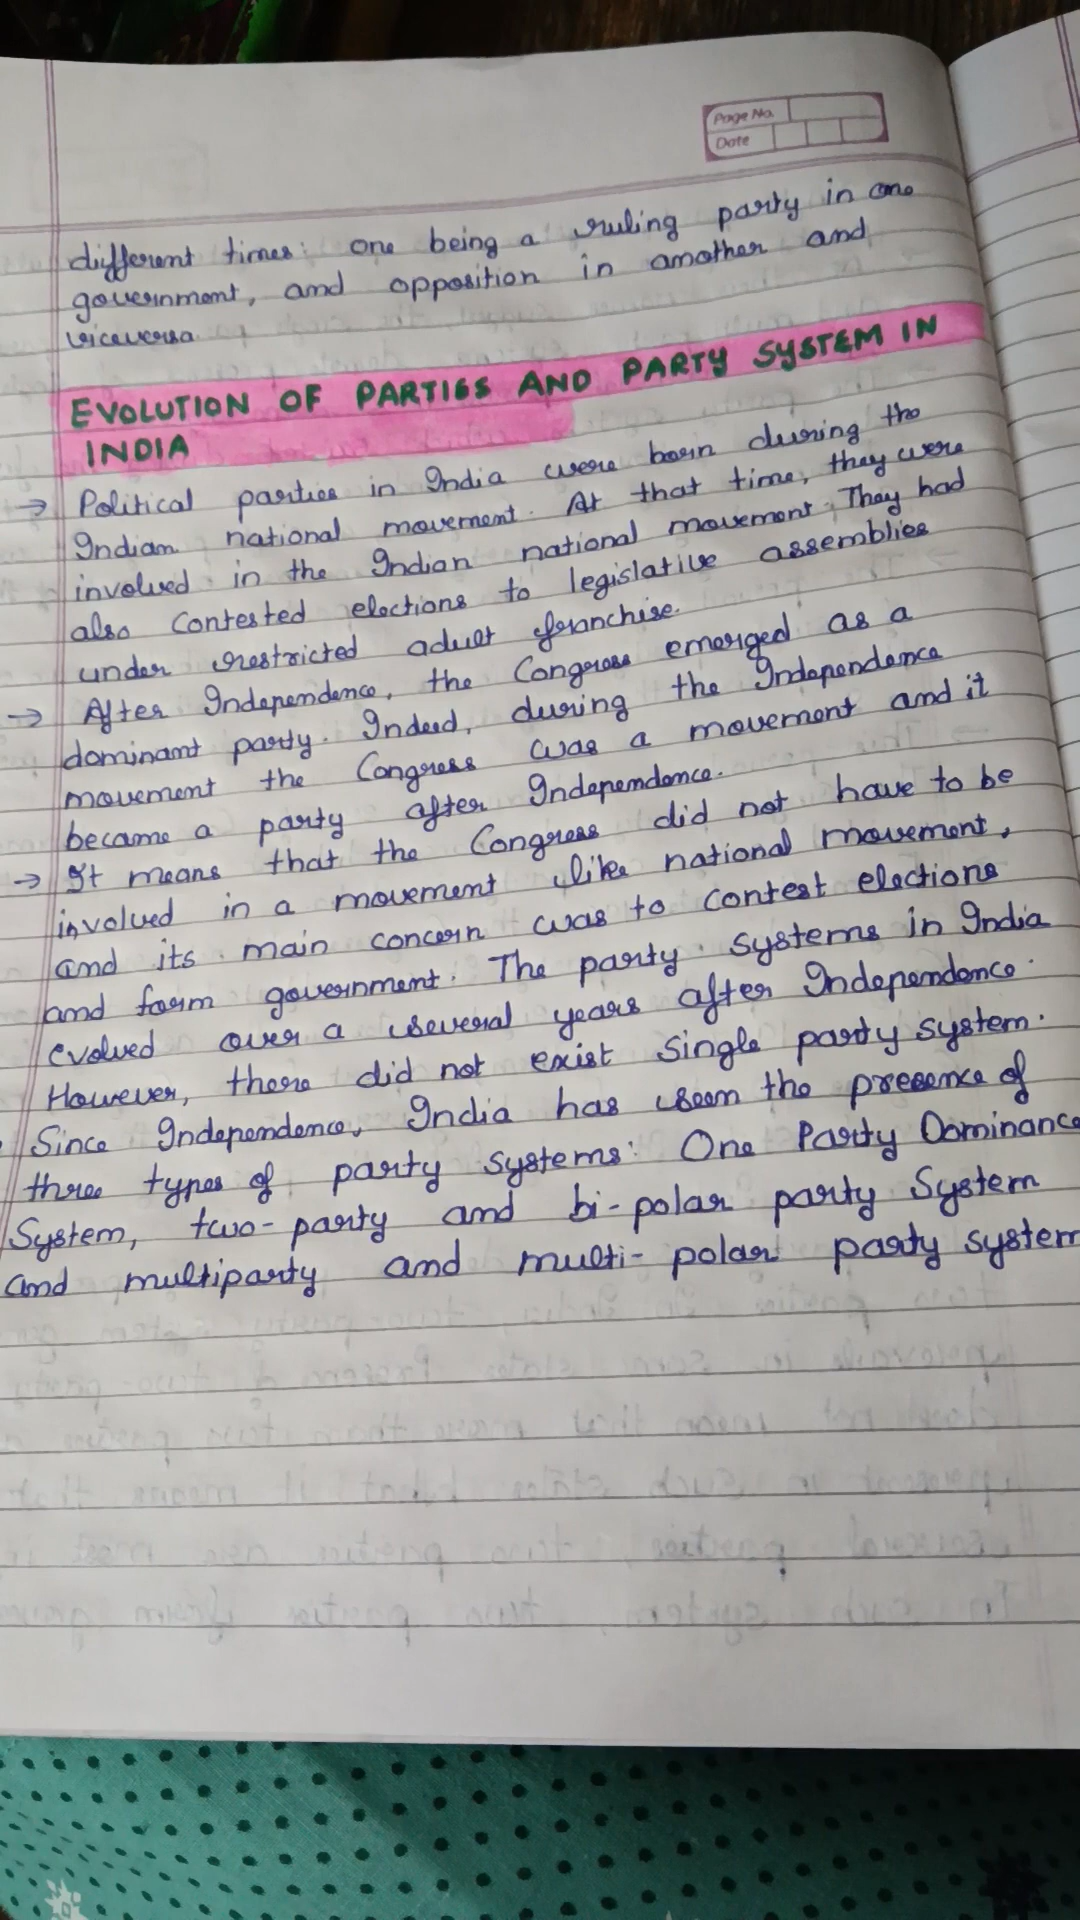 Page No.
Date
different times: one being a ruling party in one
government, and opposition in another and
viceversa.
EVOLUTION OF PARTIES AND PARTY SYSTEM IN
INDIA
→ Political parties in India were born during the
Indian national movement. At that time, they were
involved in the Indian national movement. They had
also contested elections to legislative assemblies
under restricted adult franchise.
→ After Independence, the Congress emerged as a
dominant party. Indeed, during the Independence
movement the Congress was a movement and it
became a party after Independence.
→ It means that the Congress did not have to be
involved in a movement like national movement,
and its main concern was to contest elections
and form government. The party systems in India
evolved over a several years after Independence.
However, there did not exist single party system.
Since Independence, India has seen the presence of
three types of party systems: One Party Dominance
System, two-party and bi-polar party System
and multiparty and multi-polar party system